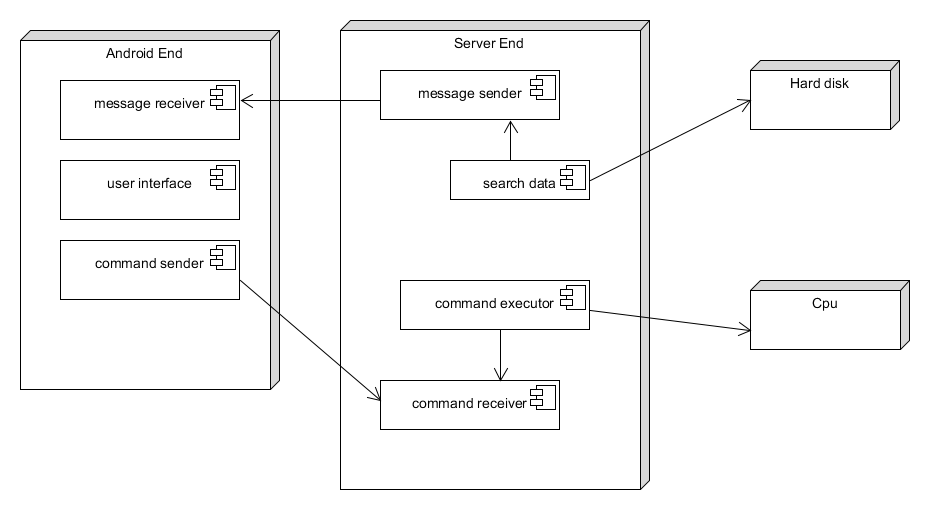 Android End
message receiver
user interface
command sender
Server End
message sender
search data
command executor
command receiver
Hard disk
Cpu